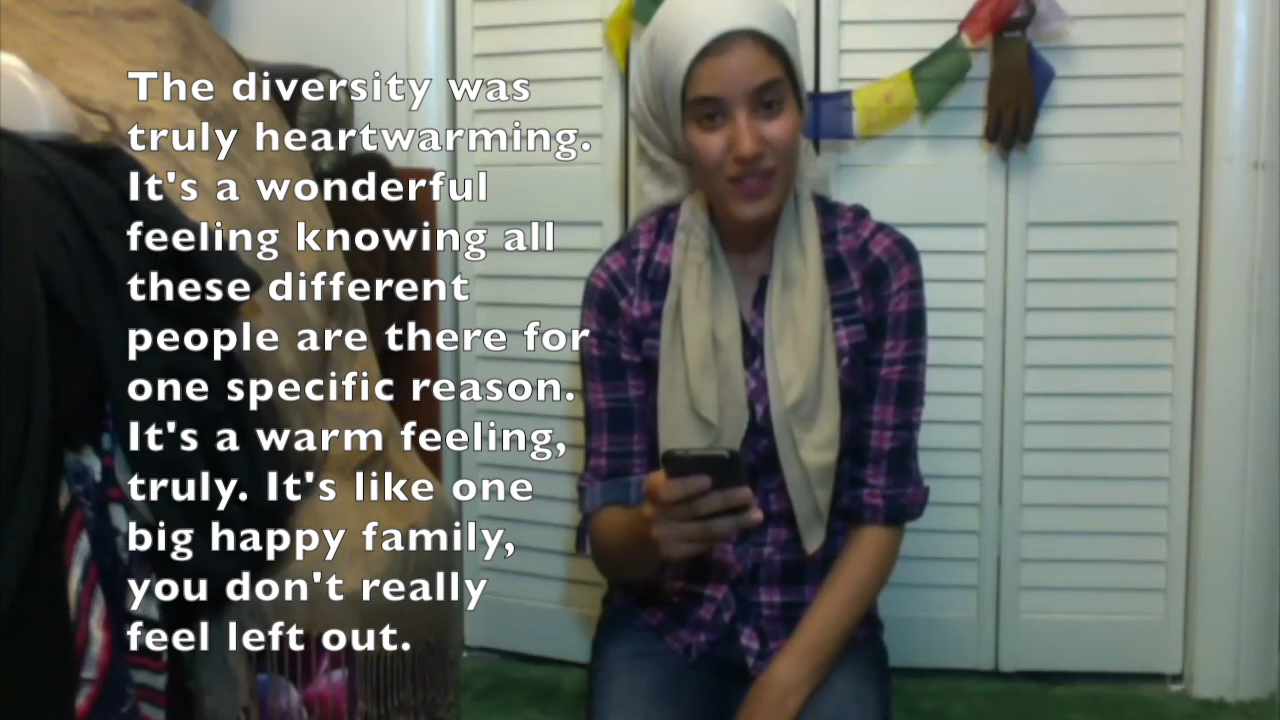 The diversity was
truly heartwarming.
It's a wonderful
feeling knowing all
these different
people are there for
one specific reason.
It's a warm feeling,
truly. It's like one
big happy family,
you don't really
feel left out.